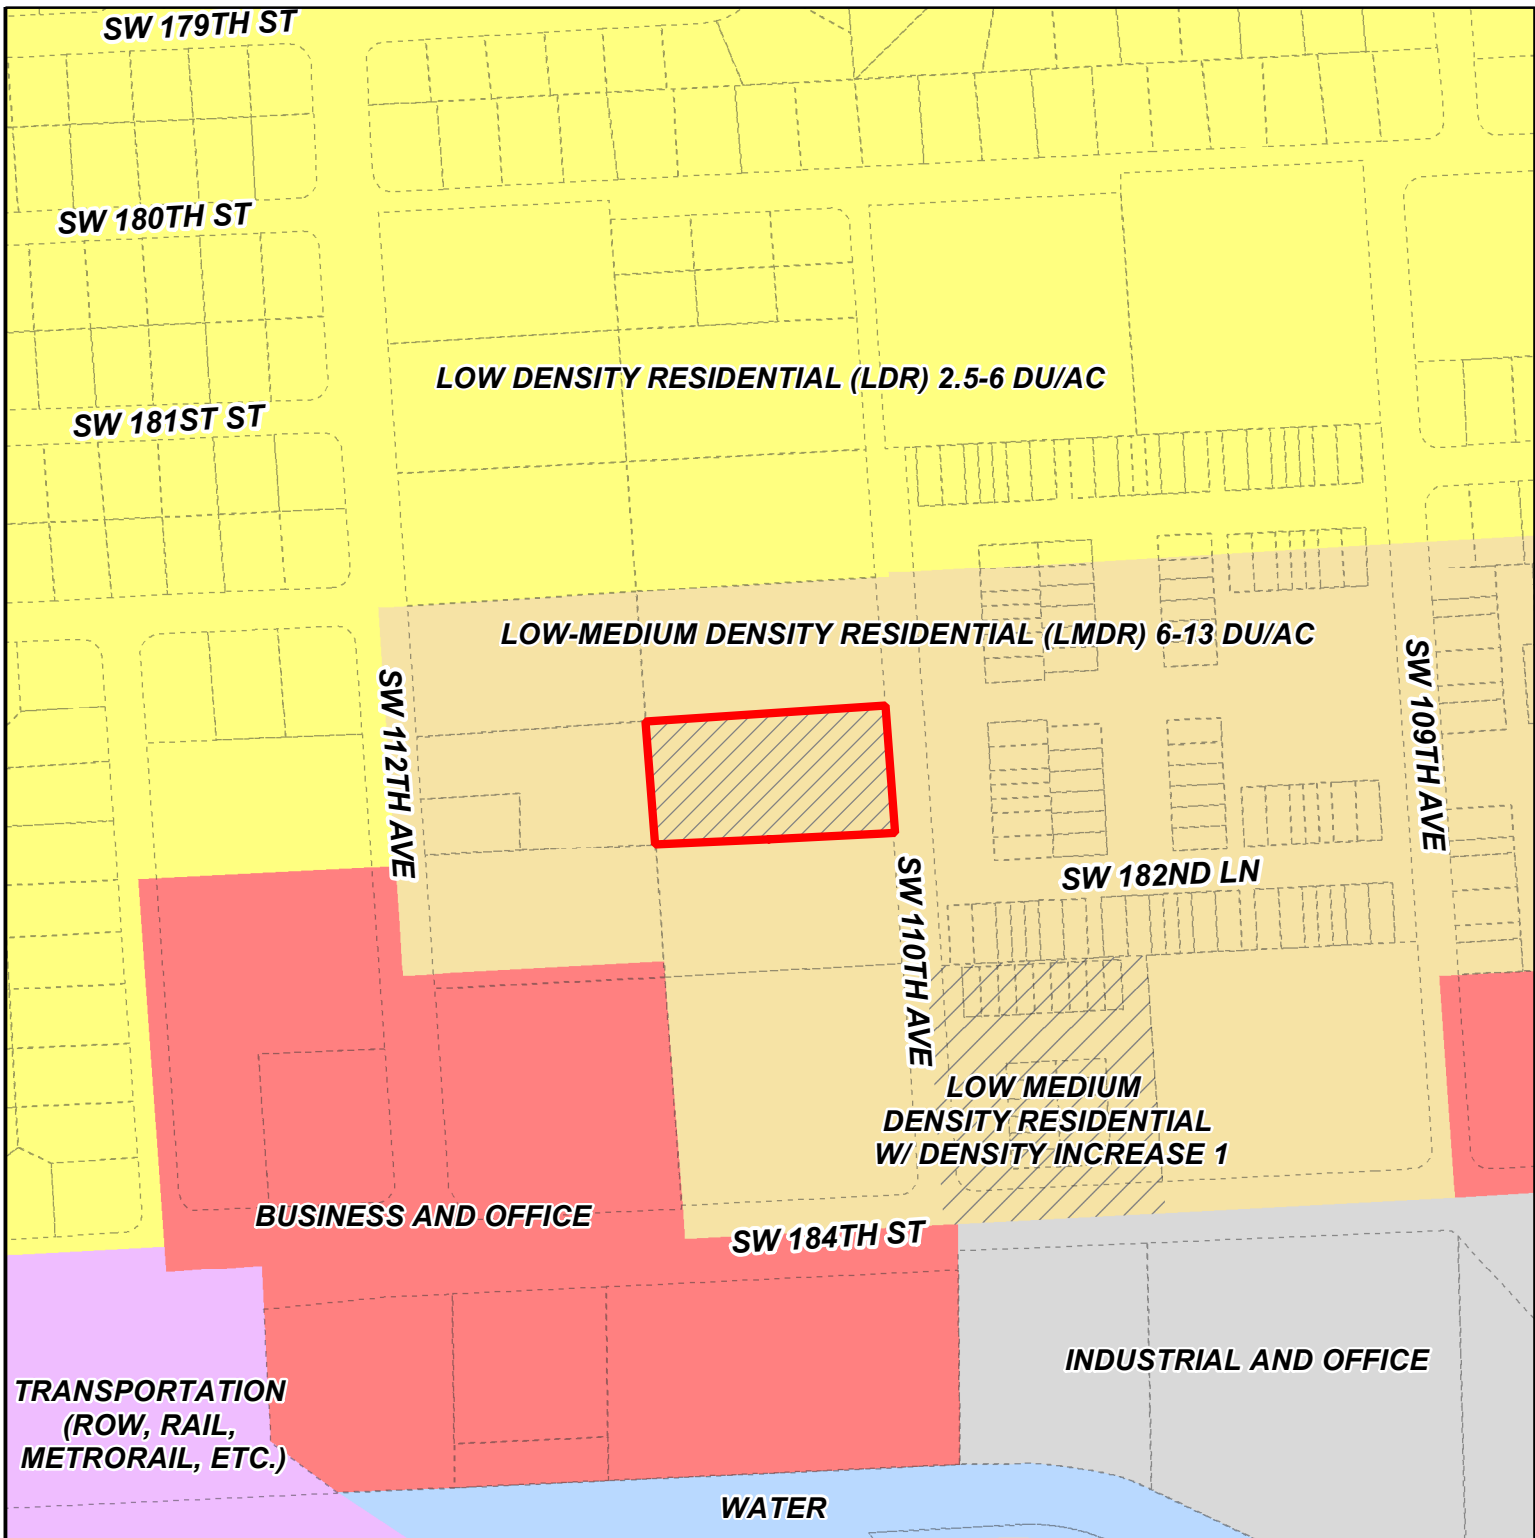 SW 179TH ST
SW 180TH ST
LOW DENSITY RESIDENTIAL (LDR) 2.5-6 DU/AC
SW 181ST ST
LOW-MEDIUM DENSITY RESIDENTIAL (LMDR) 6-13 DU/AC
SW 112TH AVE
SW 109TH AVE
SW 182ND LN
SW 110TH AVE
LOW MEDIUM
DENSITY RESIDENTIAL
W/ DENSITY INCREASE 1
BUSINESS AND OFFICE
SW 184TH ST
INDUSTRIAL AND OFFICE
TRANSPORTATION
(ROW, RAIL,
METRORAIL, ETC.)
WATER